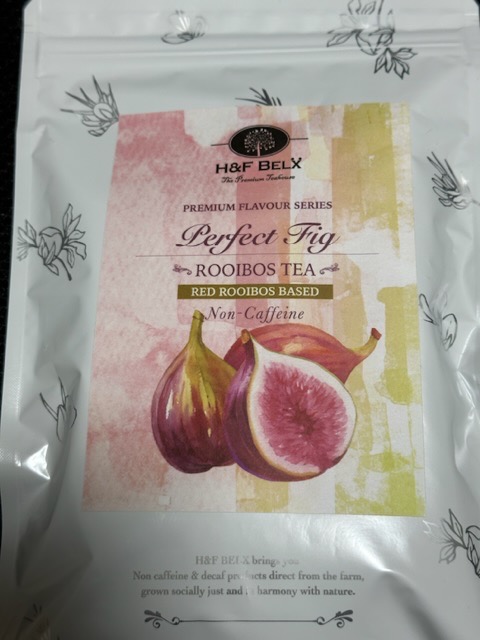 H&F BELX
The Premium Teahouse
PREMIUM FLAVOUR SERIES
Perfect Fig
ROOIBOS TEA
RED ROOIBOS BASED
Non-Caffeine
H&F BELX brings you
Non caffeine & decaf products direct from the farm,
grown socially just and in harmony with nature.